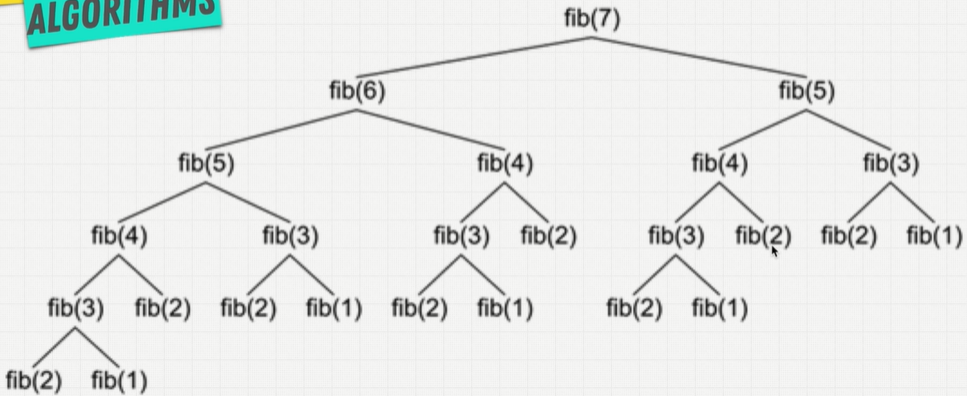 ALGORITHMS
fib(7)
fib(6) fib(5)
fib(5) fib(4) fib(4) fib(3)
fib(4) fib(3) fib(3) fib(2) fib(3) fib(2) fib(2) fib(1)
fib(3) fib(2) fib(2) fib(1) fib(2) fib(1) fib(2) fib(1)
fib(2) fib(1)